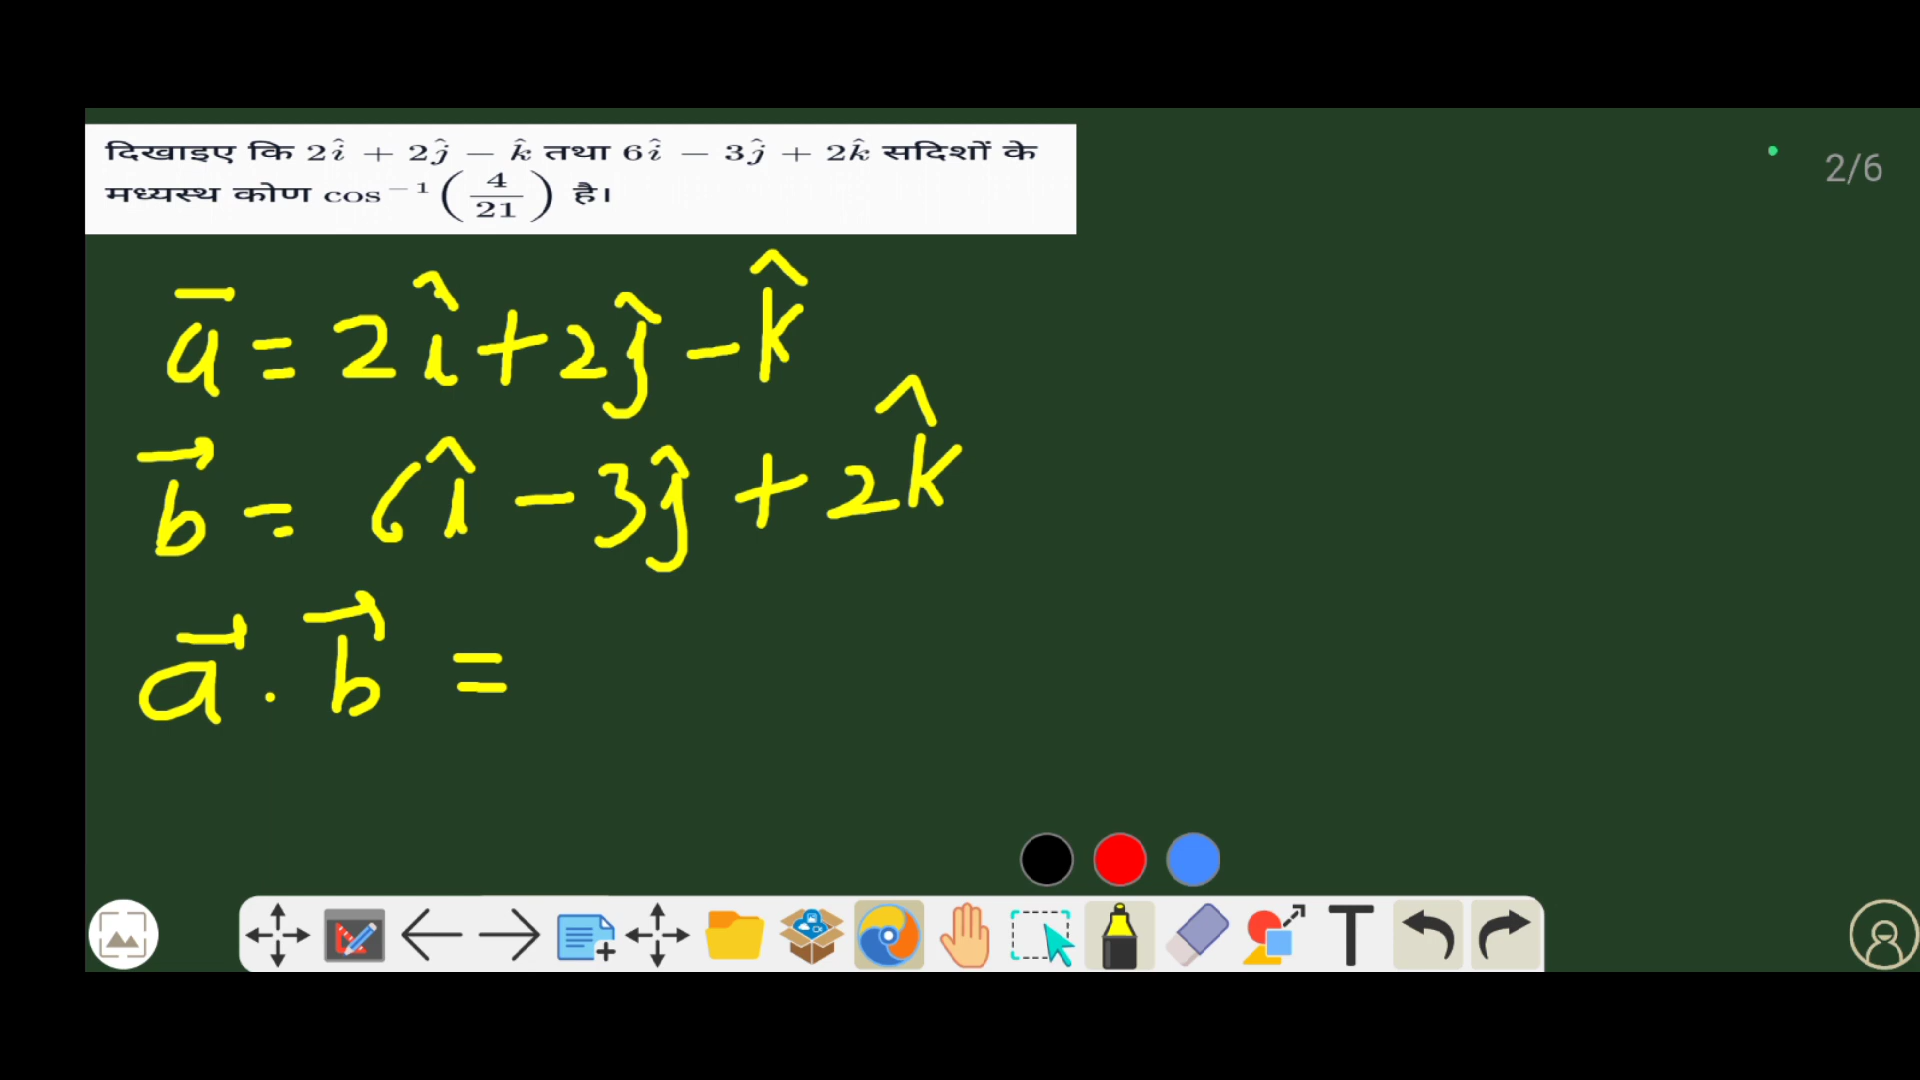 दिखाइए कि 2î + 2ĵ − k̂ तथा 6î − 3ĵ + 2k̂ सदिशों के
मध्यस्थ कोण cos⁻¹(4/21) है।
2/6
a̅ = 2î + 2ĵ − k̂
b⃗ = 6î − 3ĵ + 2k̂
a⃗ . b⃗ =
T